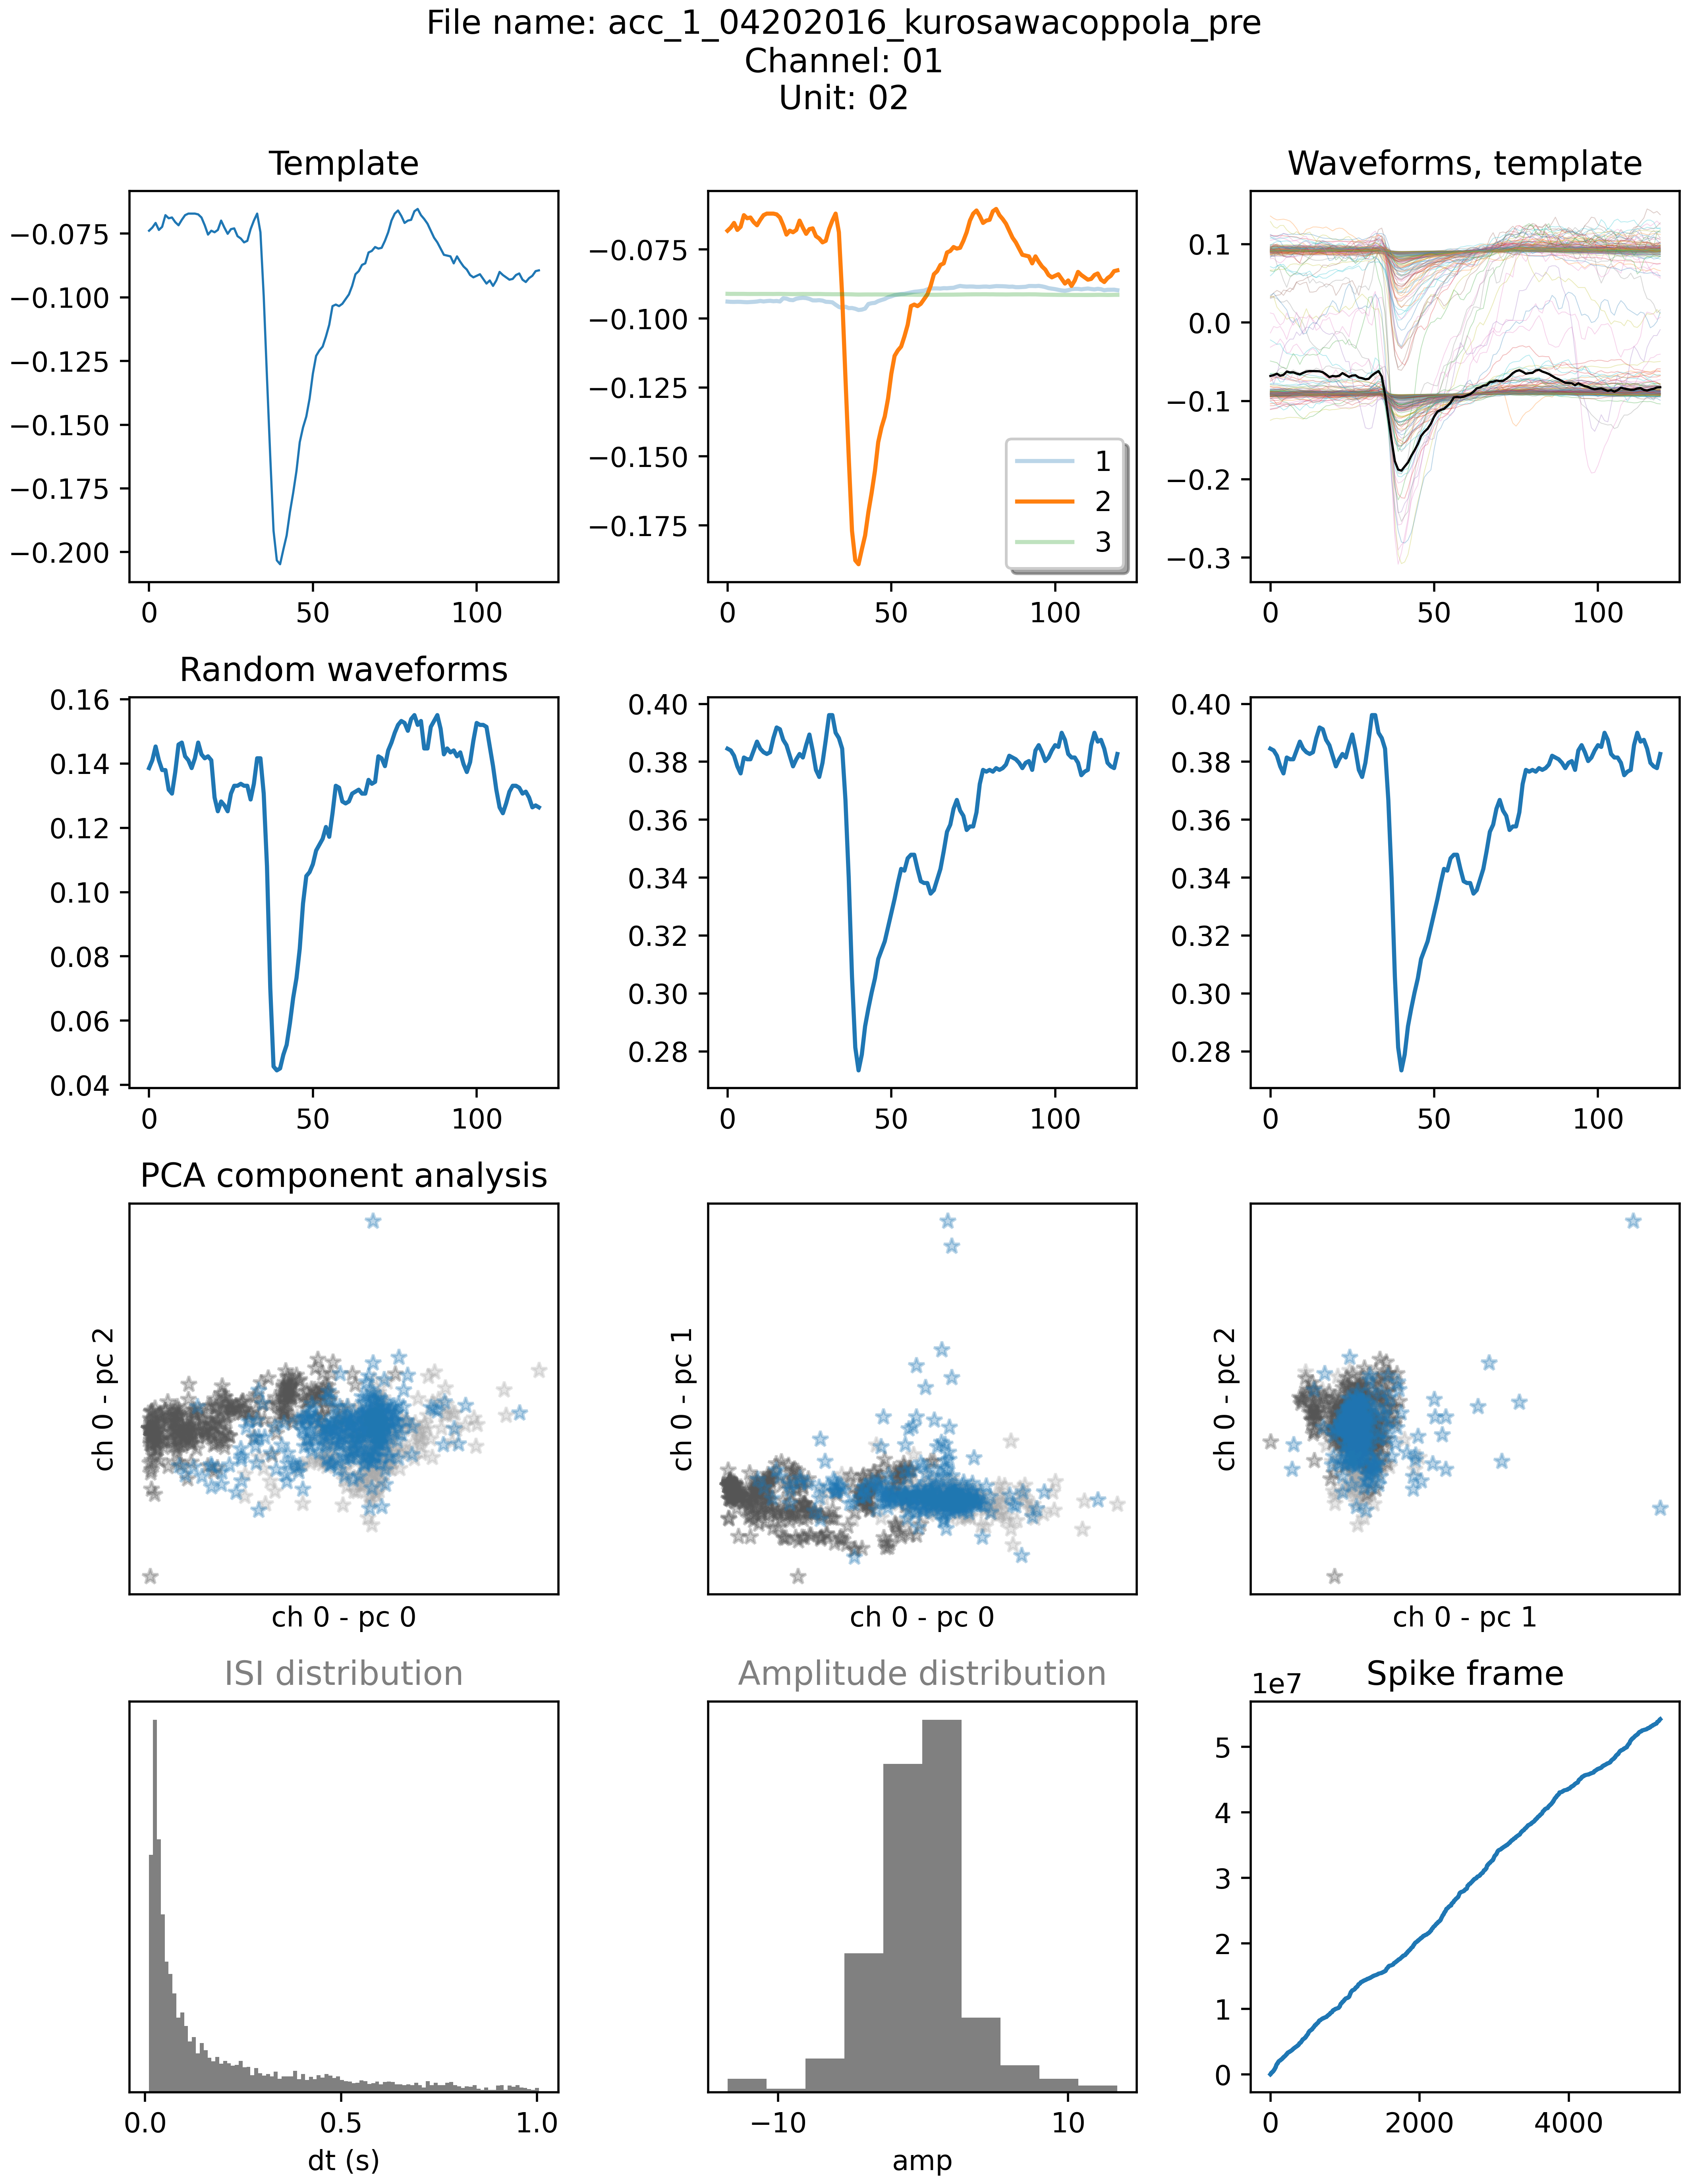 File name: acc_1_04202016_kurosawacoppola_pre
Channel: 01
Unit: 02
Template
Waveforms, template
−0.075
−0.100
−0.125
−0.150
−0.175
−0.200
0 50 100
−0.075
−0.100
−0.125
−0.150
−0.175
1
2
3
0 50 100
0.1
0.0
−0.1
−0.2
−0.3
0 50 100
Random waveforms
0.16
0.14
0.12
0.10
0.08
0.06
0.04
0 50 100
0.40
0.38
0.36
0.34
0.32
0.30
0.28
0 50 100
0.40
0.38
0.36
0.34
0.32
0.30
0.28
0 50 100
PCA component analysis
ch 0 - pc 2
ch 0 - pc 0
ch 0 - pc 1
ch 0 - pc 0
ch 0 - pc 2
ch 0 - pc 1
ISI distribution
0.0 0.5 1.0
dt (s)
Amplitude distribution
−10 10
amp
Spike frame
1e7
5
4
3
2
1
0
0 2000 4000